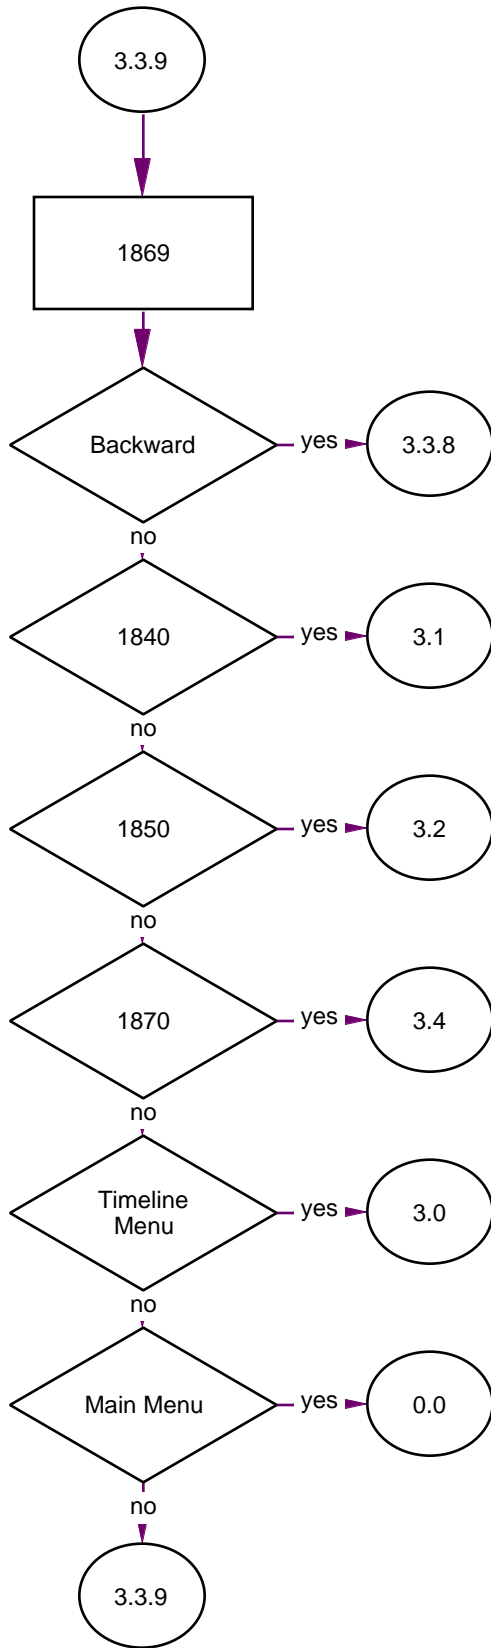 3.3.9
1869
Backward
yes
3.3.8
no
1840
yes
3.1
no
1850
yes
3.2
no
1870
yes
3.4
no
Timeline
Menu
yes
3.0
no
Main Menu
yes
0.0
no
3.3.9